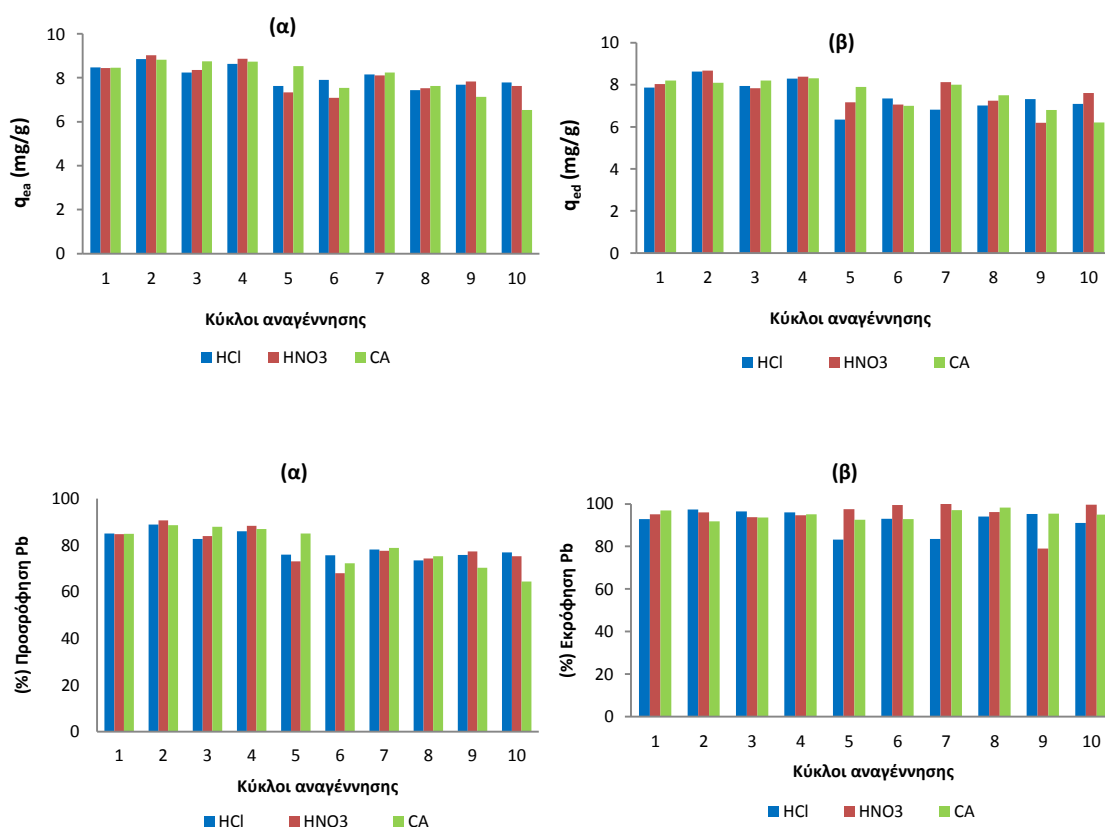 (α)
q_ea (mg/g)
10
8
6
4
2
0
1 2 3 4 5 6 7 8 9 10
Κύκλοι αναγέννησης
HCl HNO3 CA
(β)
q_ed (mg/g)
10
8
6
4
2
0
1 2 3 4 5 6 7 8 9 10
Κύκλοι αναγέννησης
HCl HNO3 CA
(α)
(%) Προσρόφηση Pb
100
80
60
40
20
0
1 2 3 4 5 6 7 8 9 10
Κύκλοι αναγέννησης
HCl HNO3 CA
(β)
(%) Εκρόφηση Pb
100
80
60
40
20
0
1 2 3 4 5 6 7 8 9 10
Κύκλοι αναγέννησης
HCl HNO3 CA